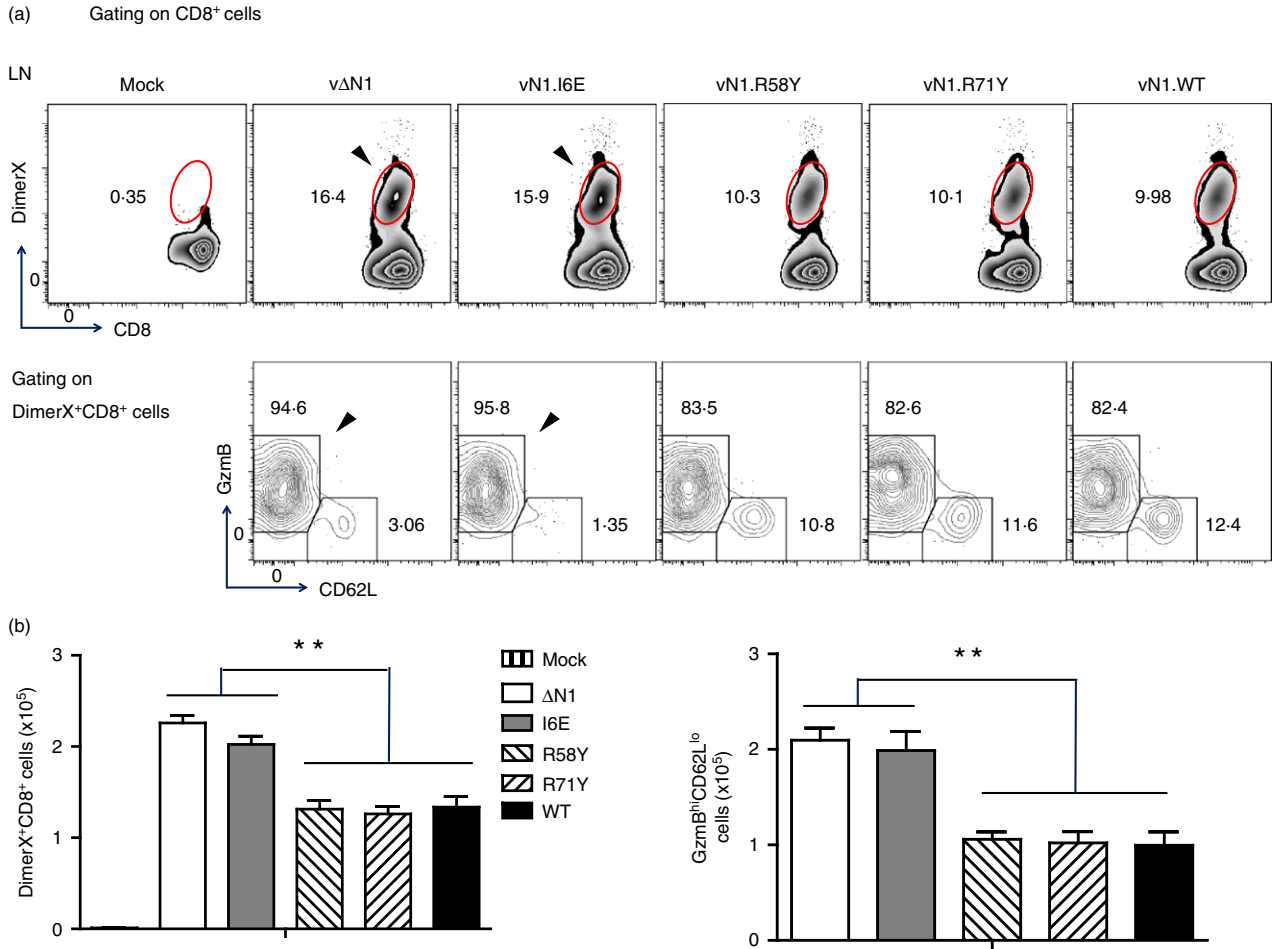 (a) Gating on CD8⁺ cells
LN
Mock vΔN1 vN1.I6E vN1.R58Y vN1.R71Y vN1.WT
DimerX
0·35 16·4 15·9 10·3 10·1 9·98
0
0
CD8
Gating on
DimerX⁺CD8⁺ cells
94·6 95·8 83·5 82·6 82·4
GzmB
3·06 1·35 10·8 11·6 12·4
0
0
CD62L
(b)
3
2
1
0
DimerX⁺CD8⁺ cells (x10⁵)
* *
Mock
ΔN1
I6E
R58Y
R71Y
WT
3
2
1
0
GzmBʰⁱCD62Lˡᵒ
cells (x10⁵)
* *